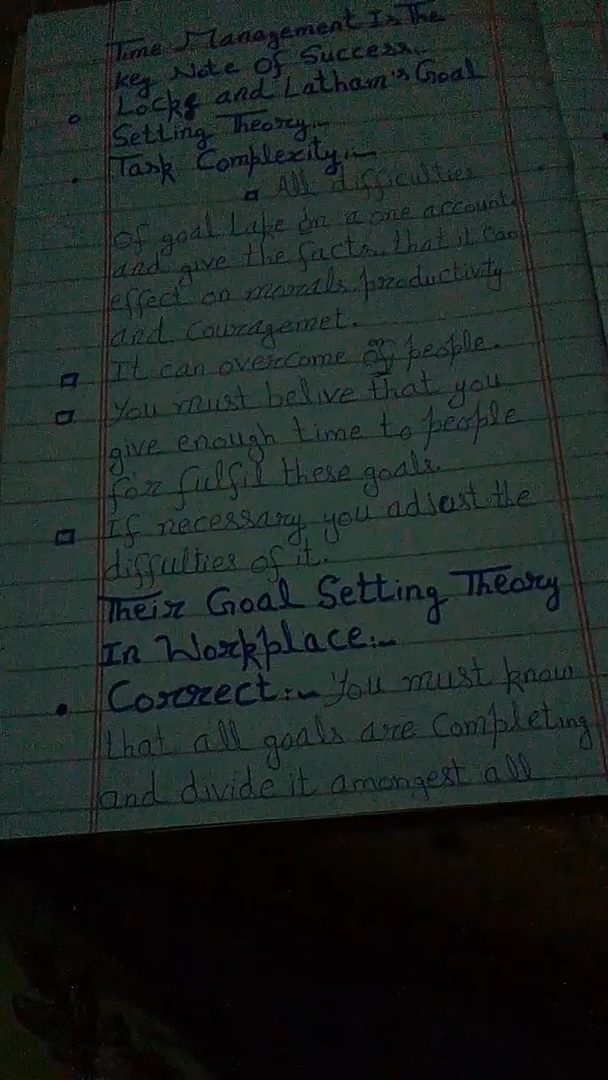 Time Management Is The
key Note Of Success:-
Locks and Latham's Goal
Setting Theory:-
Task Complexity:-
All difficulties
of goal take on a one account
and give the facts, that it can
effect on morals, productivity
and Couragemet.
It can overcome of people.
You must belive that you
give enough time to people
for fulfil these goals.
If necessary, you adjust the
diffulties of it.
Their Goal Setting Theory
In Workplace:-
Correct:- You must know
that all goals are completing
and divide it amongest all